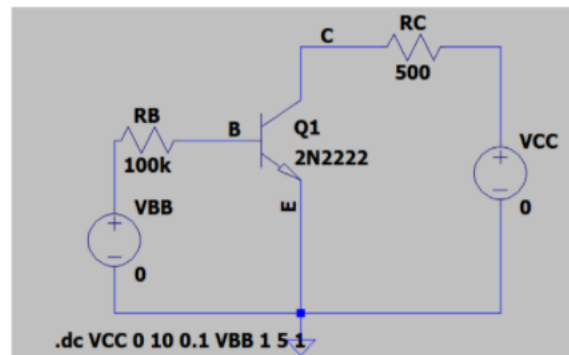 RC
C
500
RB
B
Q1
100k
2N2222
VCC
VBB
E
0
0
.dc VCC 0 10 0.1 VBB 1 5 1